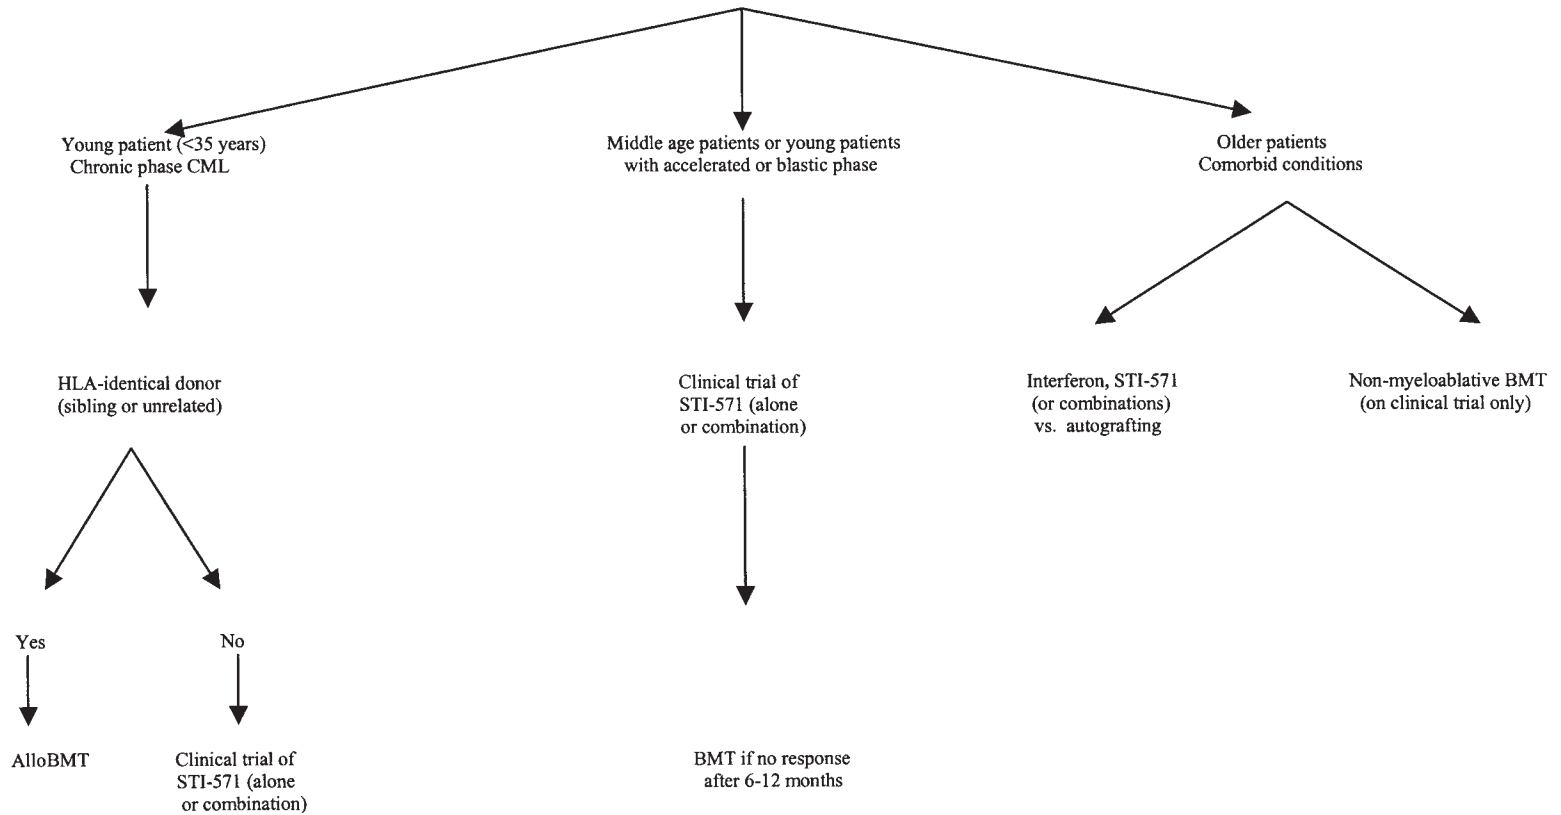 Young patient (<35 years)
Chronic phase CML
Middle age patients or young patients
with accelerated or blastic phase
Older patients
Comorbid conditions
HLA-identical donor
(sibling or unrelated)
Clinical trial of
STI-571 (alone
or combination)
Interferon, STI-571
(or combinations)
vs. autografting
Non-myeloablative BMT
(on clinical trial only)
Yes
No
AlloBMT
Clinical trial of
STI-571 (alone
or combination)
BMT if no response
after 6-12 months